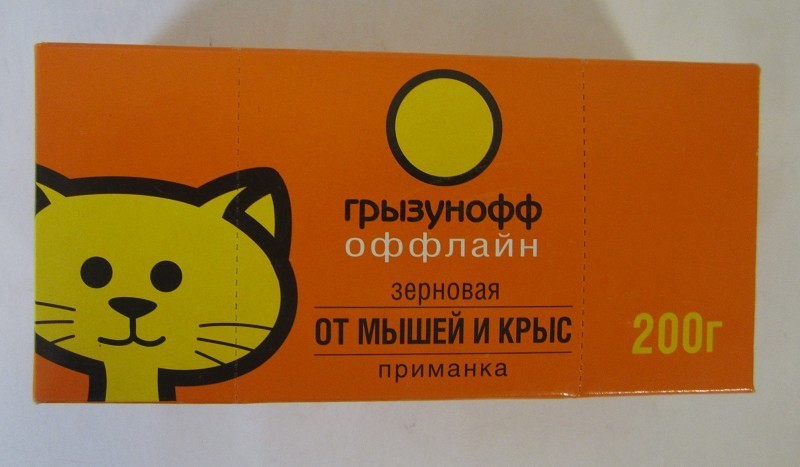 грызунофф
оффлайн
зерновая
ОТ МЫШЕЙ И КРЫС
приманка
200г